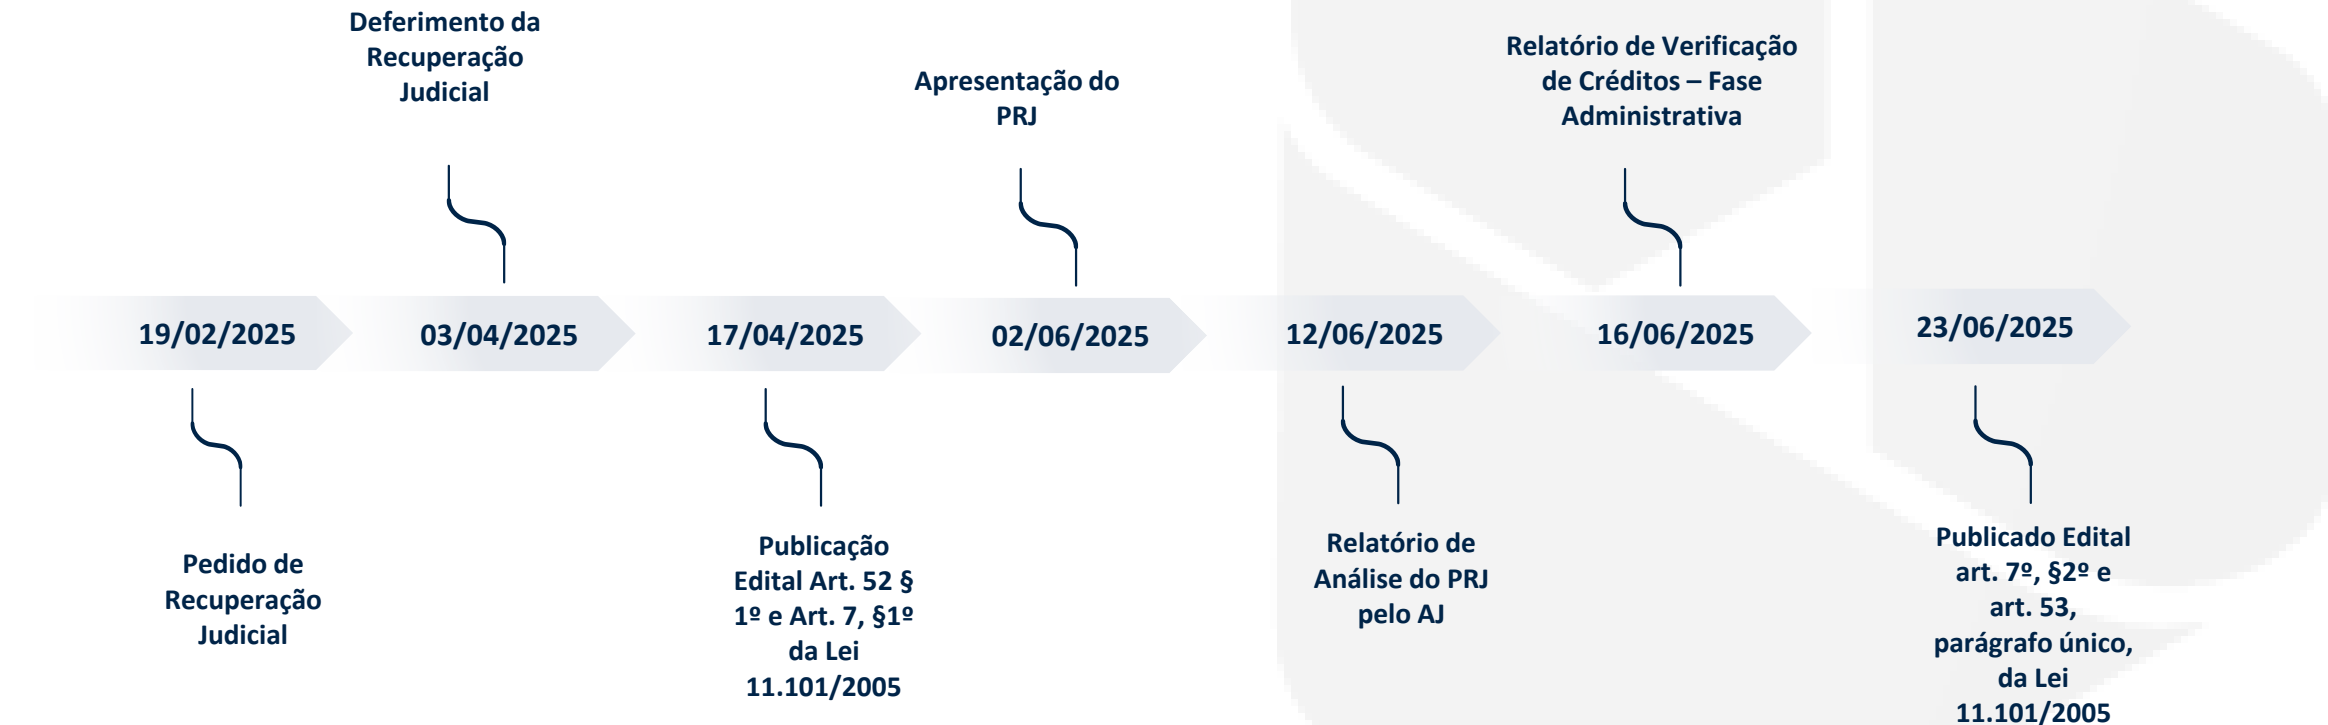 Deferimento da
Recuperação
Judicial
Apresentação do
PRJ
Relatório de Verificação
de Créditos – Fase
Administrativa
19/02/2025
03/04/2025
17/04/2025
02/06/2025
12/06/2025
16/06/2025
23/06/2025
Pedido de
Recuperação
Judicial
Publicação
Edital Art. 52 §
1º e Art. 7, §1º
da Lei
11.101/2005
Relatório de
Análise do PRJ
pelo AJ
Publicado Edital
art. 7º, §2º e
art. 53,
parágrafo único,
da Lei
11.101/2005